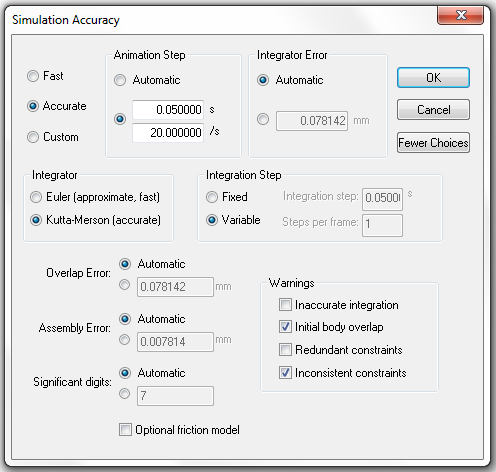 Simulation Accuracy
Fast
Accurate
Custom
Animation Step
Automatic
0.050000 s
20.000000 /s
Integrator Error
Automatic
0.078142 mm
OK
Cancel
Fewer Choices
Integrator
Euler (approximate, fast)
Kutta-Merson (accurate)
Integration Step
Fixed
Variable
Integration step: 0.0500 s
Steps per frame: 1
Overlap Error: Automatic
0.078142 mm
Assembly Error: Automatic
0.007814 mm
Significant digits: Automatic
7
Optional friction model
Warnings
Inaccurate integration
Initial body overlap
Redundant constraints
Inconsistent constraints